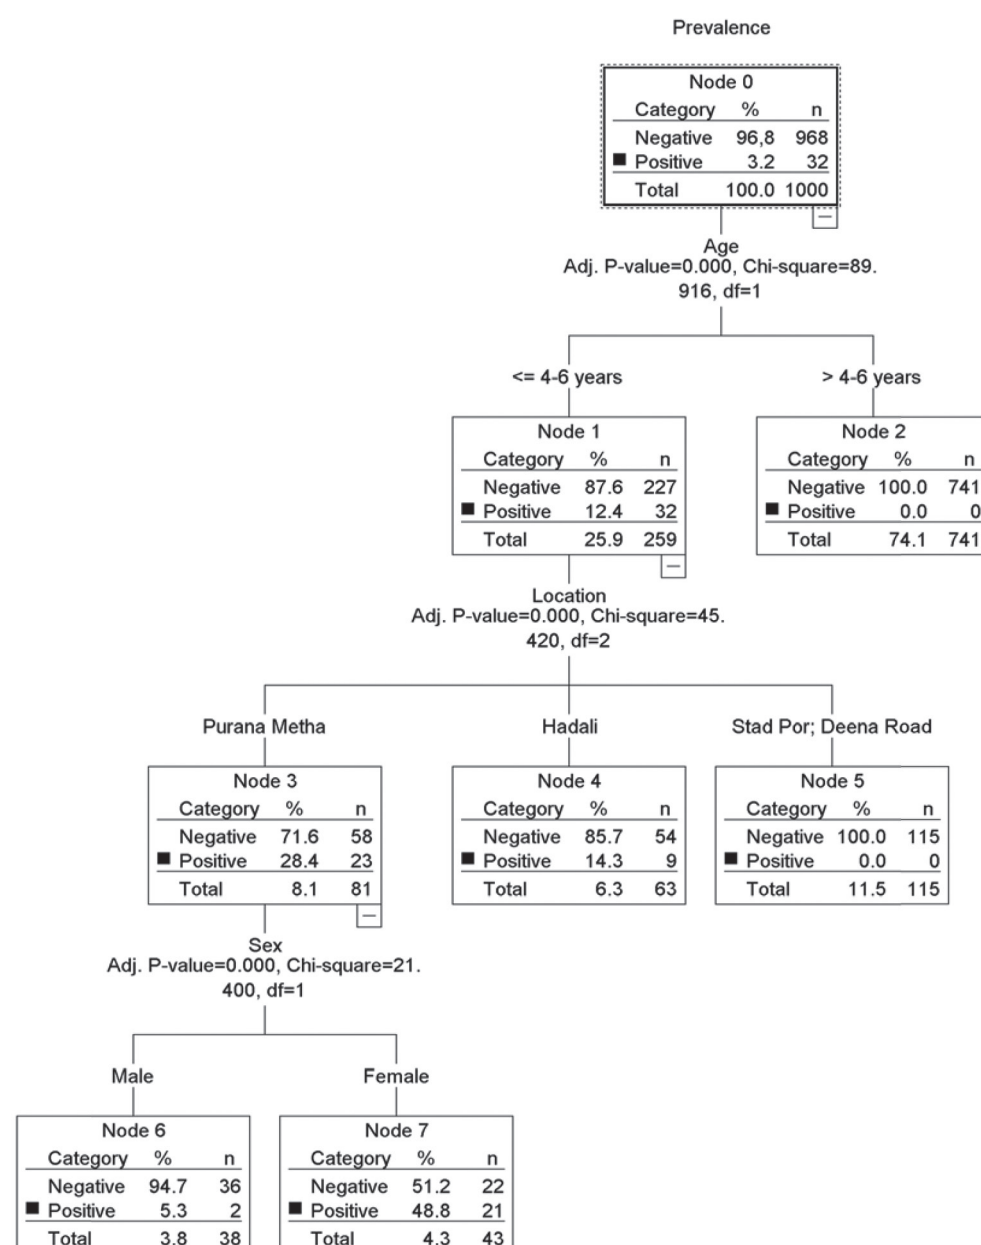 Prevalence
Node 0
Category % n
Negative 96,8 968
Positive 3.2 32
Total 100.0 1000
Age
Adj. P-value=0.000, Chi-square=89.
916, df=1
<= 4-6 years
> 4-6 years
Node 1
Category % n
Negative 87.6 227
Positive 12.4 32
Total 25.9 259
Node 2
Category % n
Negative 100.0 741
Positive 0.0 0
Total 74.1 741
Location
Adj. P-value=0.000, Chi-square=45.
420, df=2
Purana Metha
Hadali
Stad Por; Deena Road
Node 3
Category % n
Negative 71.6 58
Positive 28.4 23
Total 8.1 81
Node 4
Category % n
Negative 85.7 54
Positive 14.3 9
Total 6.3 63
Node 5
Category % n
Negative 100.0 115
Positive 0.0 0
Total 11.5 115
Sex
Adj. P-value=0.000, Chi-square=21.
400, df=1
Male
Female
Node 6
Category % n
Negative 94.7 36
Positive 5.3 2
Total 3.8 38
Node 7
Category % n
Negative 51.2 22
Positive 48.8 21
Total 4.3 43